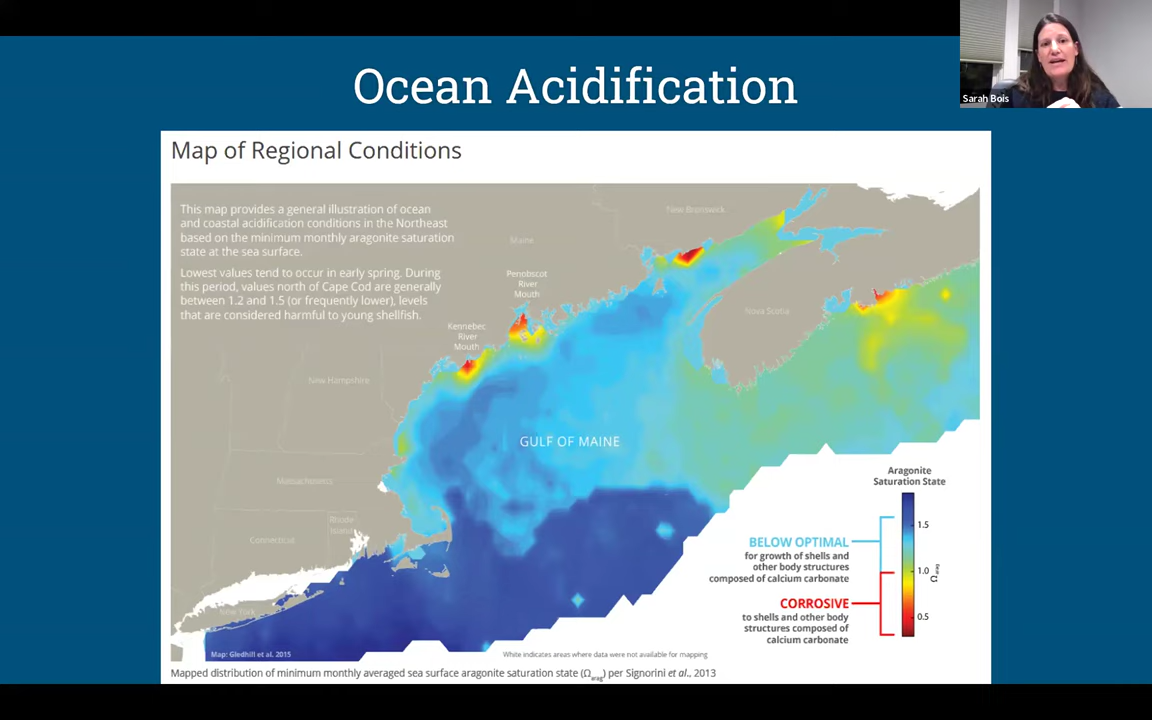 Ocean Acidification
Sarah Bois
Map of Regional Conditions
This map provides a general illustration of ocean
and coastal acidification conditions in the Northeast
based on the minimum monthly aragonite saturation
state at the sea surface.
Lowest values tend to occur in early spring. During
this period, values north of Cape Cod are generally
between 1.2 and 1.5 (or frequently lower), levels
that are considered harmful to young shellfish.
New Brunswick
Maine
Penobscot
River
Mouth
Nova Scotia
Kennebec
River
Mouth
New Hampshire
GULF OF MAINE
Massachusetts
Rhode
Island
Connecticut
New York
Aragonite
Saturation State
1.5
1.0
0.5
Ωarag
BELOW OPTIMAL
for growth of shells and
other body structures
composed of calcium carbonate
CORROSIVE
to shells and other body
structures composed of
calcium carbonate
Map: Gledhill et al. 2015
White indicates areas where data were not available for mapping
Mapped distribution of minimum monthly averaged sea surface aragonite saturation state (Ωarag) per Signorini et al., 2013